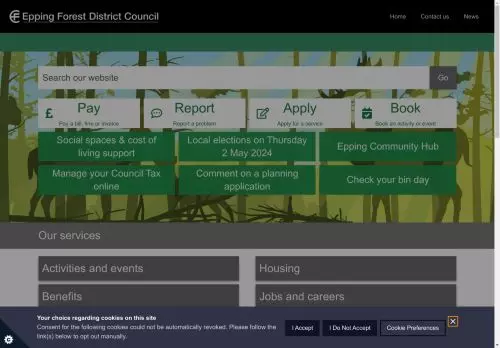 Epping Forest District Council
Home Contact us News
Search our website Go
Pay Report Apply Book
Pay a bill, fine or invoice Report a problem Apply for a service Book an activity or event
Social spaces & cost of Local elections on Thursday Epping Community Hub
living support 2 May 2024
Manage your Council Tax Comment on a planning Check your bin day
online application
Our services
Activities and events Housing
Benefits Jobs and careers
Your choice regarding cookies on this site
Consent for the following cookies could not be automatically revoked. Please follow the
link(s) below to opt out manually.
I Accept I Do Not Accept Cookie Preferences